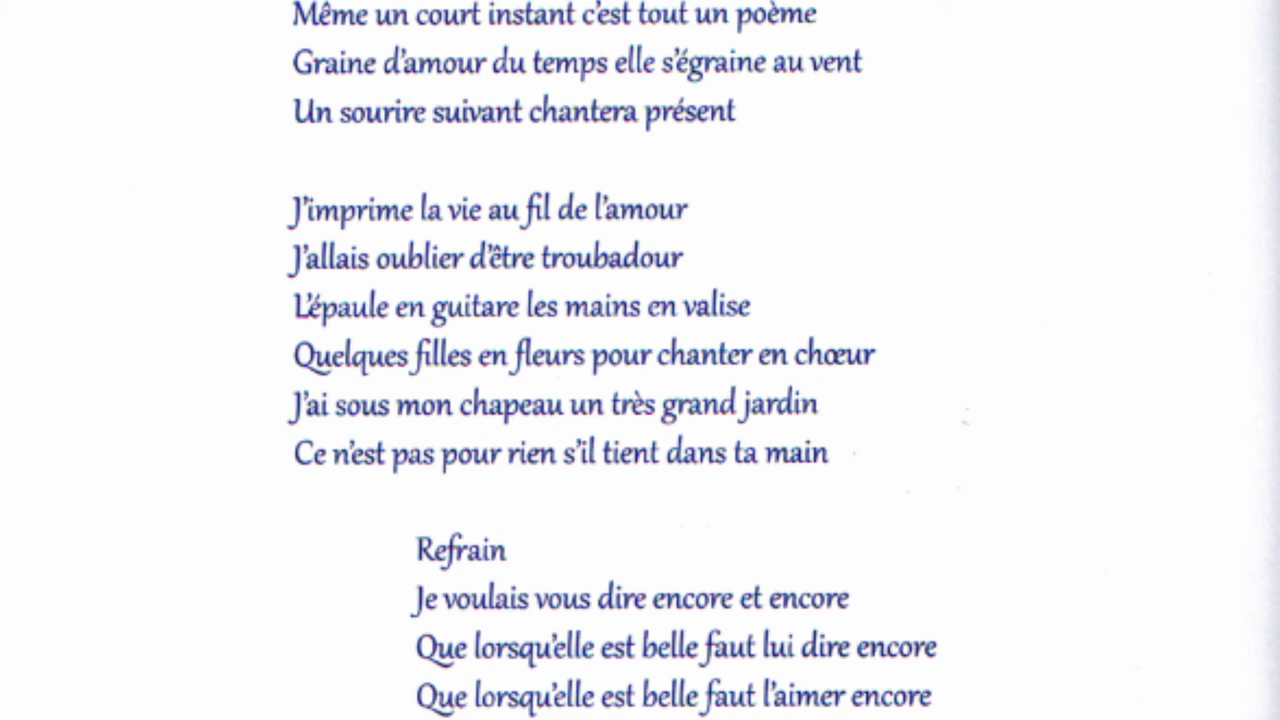 Même un court instant c'est tout un poème
Graine d'amour du temps elle s'égraine au vent
Un sourire suivant chantera présent
J'imprime la vie au fil de l'amour
J'allais oublier d'être troubadour
L'épaule en guitare les mains en valise
Quelques filles en fleurs pour chanter en chœur
J'ai sous mon chapeau un très grand jardin
Ce n'est pas pour rien s'il tient dans ta main
Refrain
Je voulais vous dire encore et encore
Que lorsqu'elle est belle faut lui dire encore
Que lorsqu'elle est belle faut l'aimer encore